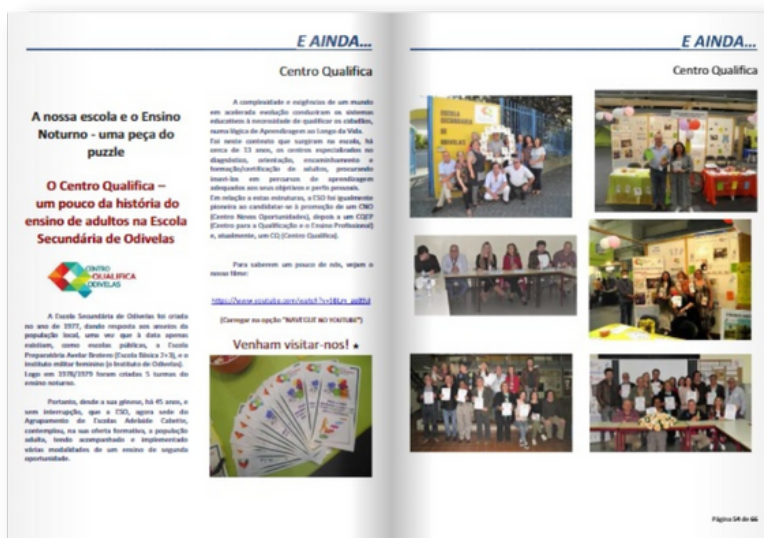 E AINDA...
Centro Qualifica
A nossa escola e o Ensino
Noturno - uma peça do
puzzle
O Centro Qualifica –
um pouco da história do
ensino de adultos na Escola
Secundária de Odivelas
CENTRO
QUALIFICA
ODIVELAS
A Escola Secundária de Odivelas foi criada
no ano de 1977, dando resposta aos anseios da
população local, uma vez que à data apenas
existiam, como escolas públicas, a Escola
Preparatória Avelar Brotero (Escola Básica 2+3), e o
instituto militar feminino (o Instituto de Odivelas).
Logo em 1978/1979 foram criadas 5 turmas do
ensino noturno.
Portanto, desde a sua génese, há 45 anos, e
sem interrupção, que a ESO, agora sede do
Agrupamento de Escolas Adelaide Cabette,
contemplou, na sua oferta formativa, a população
adulta, tendo acompanhado e implementado
várias modalidades de um ensino de segunda
oportunidade.
A complexidade e exigências de um mundo
em acelerada evolução conduziram os sistemas
educativos à necessidade de qualificar os cidadãos,
numa lógica de Aprendizagem ao Longo da Vida.
Foi neste contexto que surgiram na escola, há
cerca de 13 anos, os centros especializados no
diagnóstico, orientação, encaminhamento e
formação/certificação de adultos, procurando
inseri-los em percursos de aprendizagem
adequados aos seus objetivos e perfis pessoais.
Em relação a estas estruturas, a ESO foi igualmente
pioneira ao candidatar-se à promoção de um CNO
(Centro Novas Oportunidades), depois a um CQEP
(Centro para a Qualificação e o Ensino Profissional)
e, atualmente, um CQ (Centro Qualifica).
Para saberem um pouco de nós, vejam o
nosso filme:
(Carregar na opção "NAVEGUE NO YOUTUBE")
Venham visitar-nos!
E AINDA...
Centro Qualifica
ESCOLA
SECUNDÁRIA
DE
ODIVELAS
Página 54 de 66